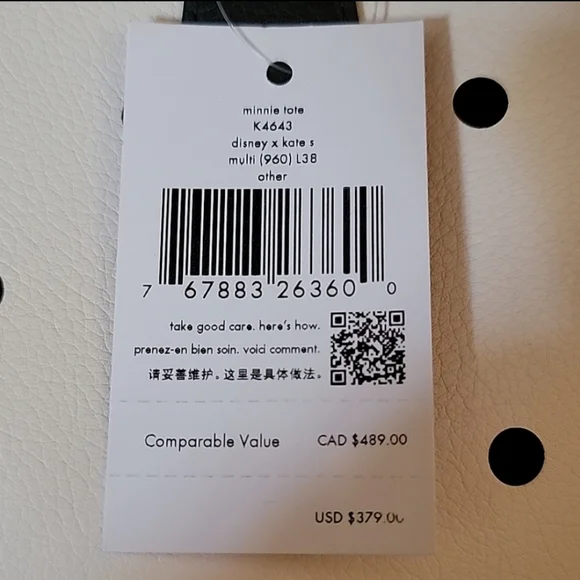 minnie tote
K4643
disney x kate s
multi (960) L38
other
7 67883 26360 0
take good care. here's how.
prenez-en bien soin. voici comment.
请妥善维护。这里是具体做法。
Comparable Value CAD $489.00
USD $379.00